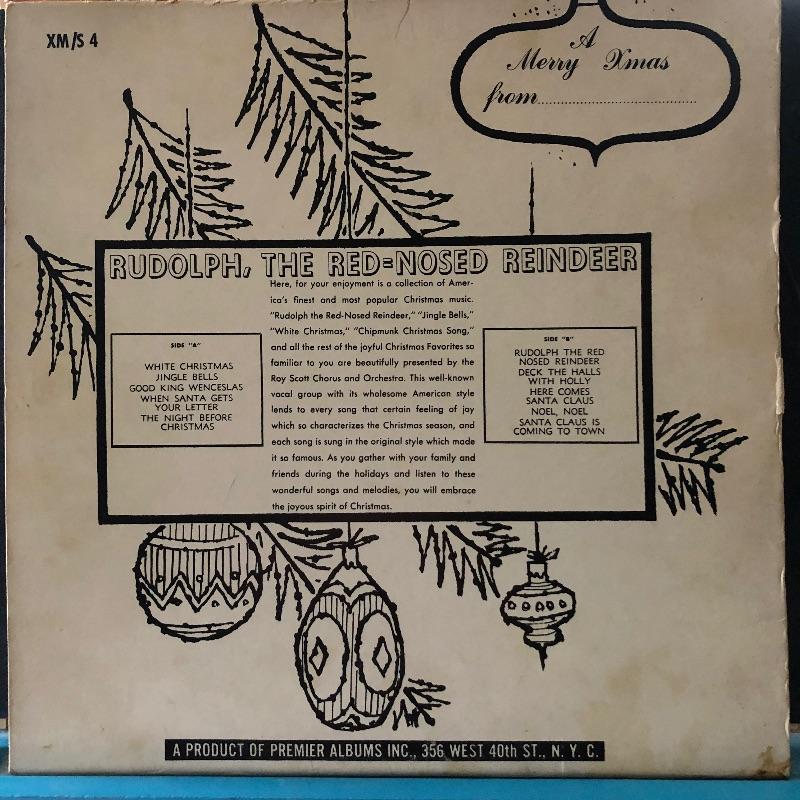 XM/S 4
A
Merry Xmas
from
RUDOLPH, THE RED=NOSED REINDEER
SIDE "A"
WHITE CHRISTMAS
JINGLE BELLS
GOOD KING WENCESLAS
WHEN SANTA GETS
YOUR LETTER
THE NIGHT BEFORE
CHRISTMAS
Here, for your enjoyment is a collection of Amer-
ica's finest and most popular Christmas music.
"Rudolph the Red-Nosed Reindeer," "Jingle Bells,"
"White Christmas," "Chipmunk Christmas Song,"
and all the rest of the joyful Christmas Favorites so
familiar to you are beautifully presented by the
Roy Scott Chorus and Orchestra. This well-known
vocal group with its wholesome American style
lends to every song that certain feeling of joy
which so characterizes the Christmas season, and
each song is sung in the original style which made
it so famous. As you gather with your family and
friends during the holidays and listen to these
wonderful songs and melodies, you will embrace
the joyous spirit of Christmas.
SIDE "B"
RUDOLPH THE RED
NOSED REINDEER
DECK THE HALLS
WITH HOLLY
HERE COMES
SANTA CLAUS
NOEL, NOEL
SANTA CLAUS IS
COMING TO TOWN
A PRODUCT OF PREMIER ALBUMS INC., 356 WEST 40th ST., N. Y. C.